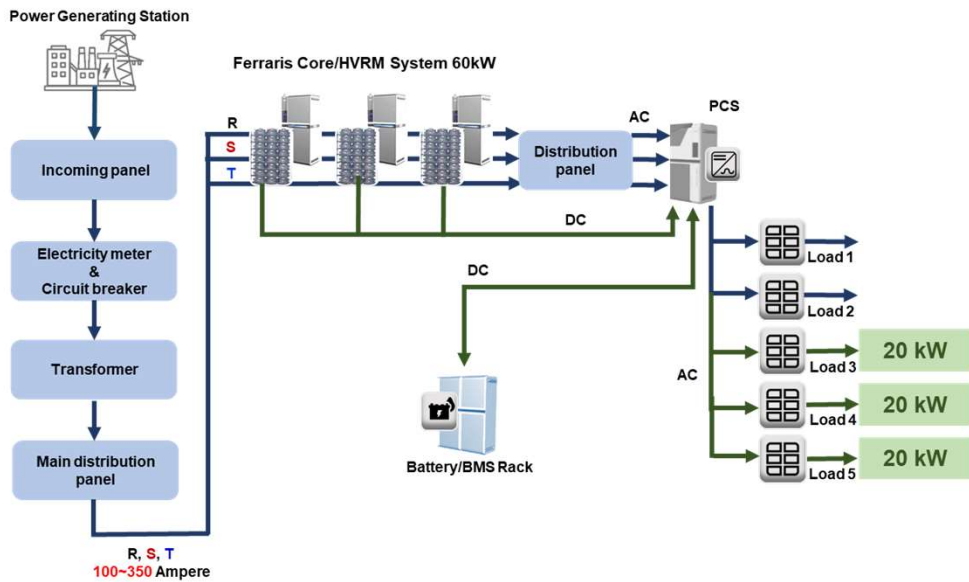 Power Generating Station
Incoming panel
Electricity meter
&
Circuit breaker
Transformer
Main distribution
panel
R, S, T
100~350 Ampere
Ferraris Core/HVRM System 60kW
R
S
T
Distribution
panel
AC
PCS
DC
DC
Battery/BMS Rack
AC
Load 1
Load 2
Load 3
20 kW
Load 4
20 kW
Load 5
20 kW